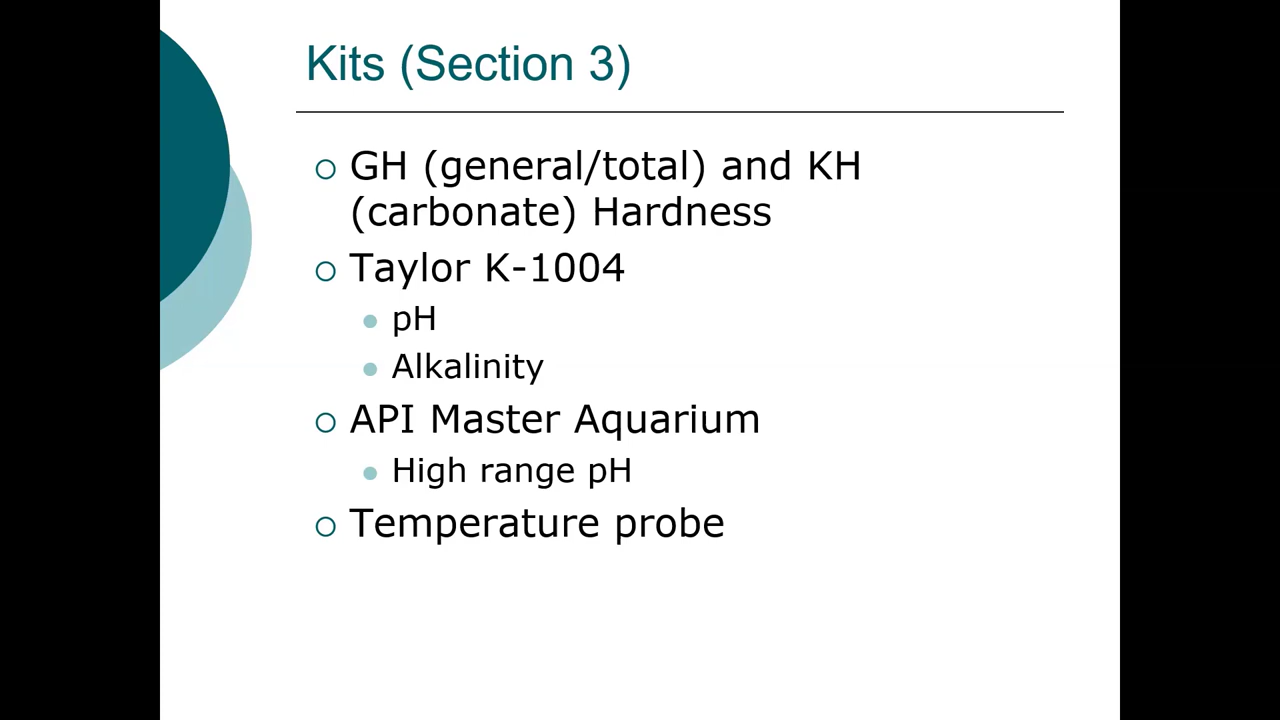 Kits (Section 3)
GH (general/total) and KH
(carbonate) Hardness
Taylor K-1004
pH
Alkalinity
API Master Aquarium
High range pH
Temperature probe